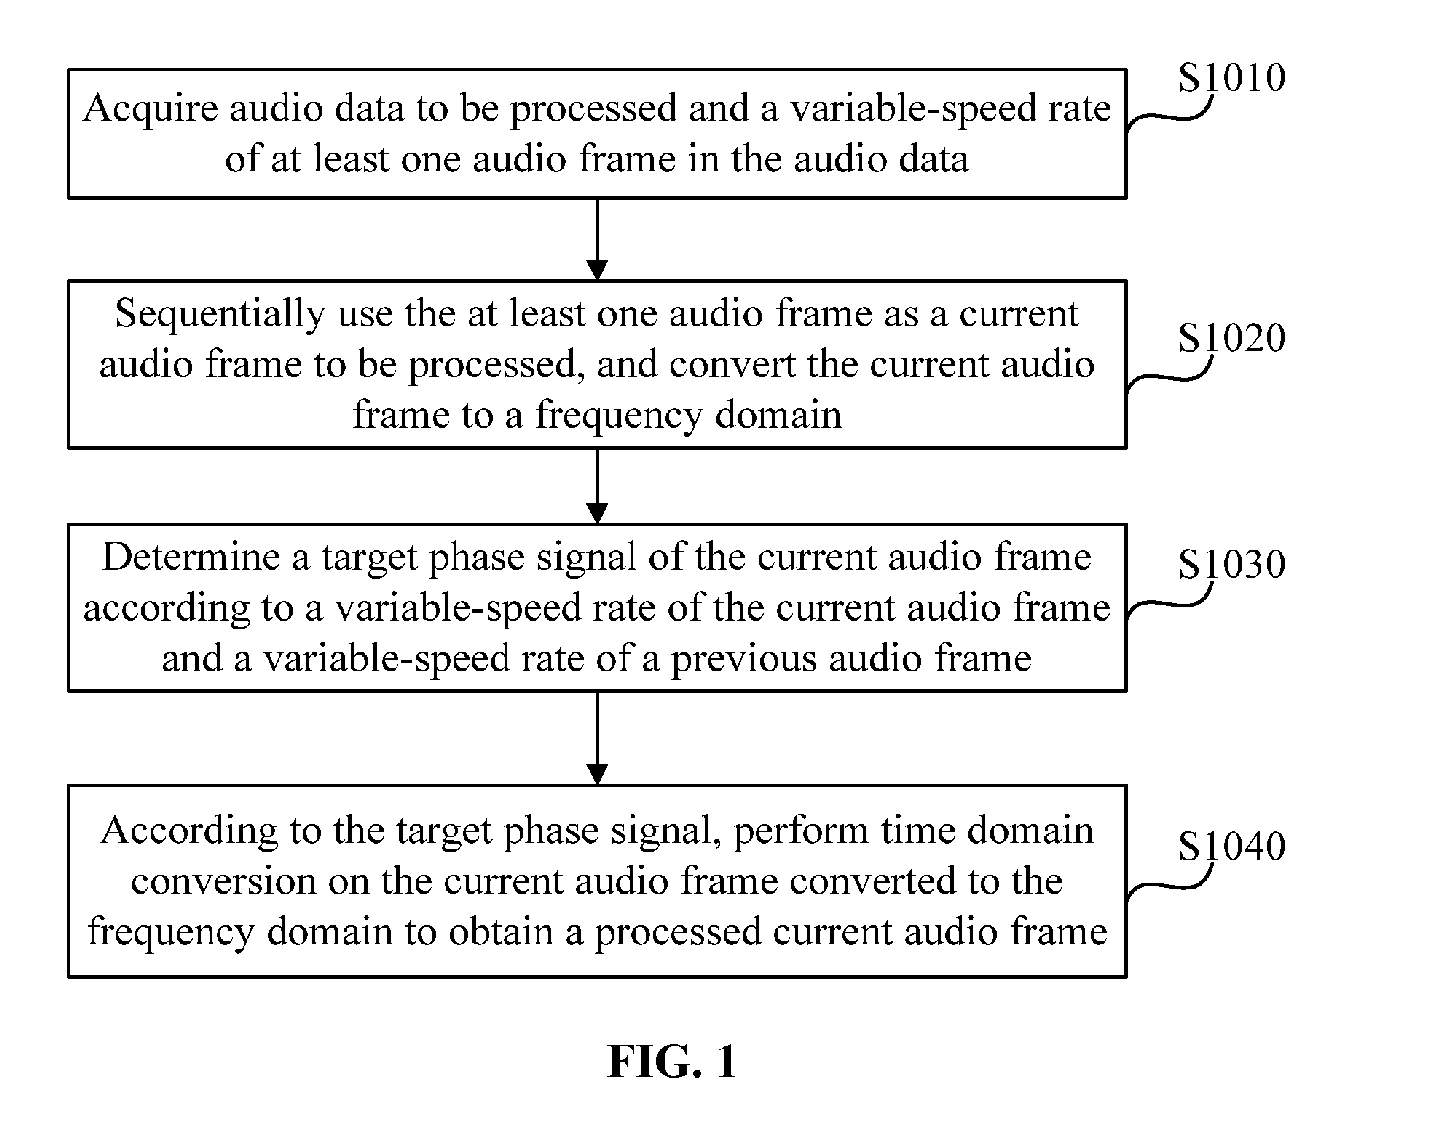 S1010
Acquire audio data to be processed and a variable-speed rate
of at least one audio frame in the audio data
S1020
Sequentially use the at least one audio frame as a current
audio frame to be processed, and convert the current audio
frame to a frequency domain
S1030
Determine a target phase signal of the current audio frame
according to a variable-speed rate of the current audio frame
and a variable-speed rate of a previous audio frame
S1040
According to the target phase signal, perform time domain
conversion on the current audio frame converted to the
frequency domain to obtain a processed current audio frame
FIG. 1